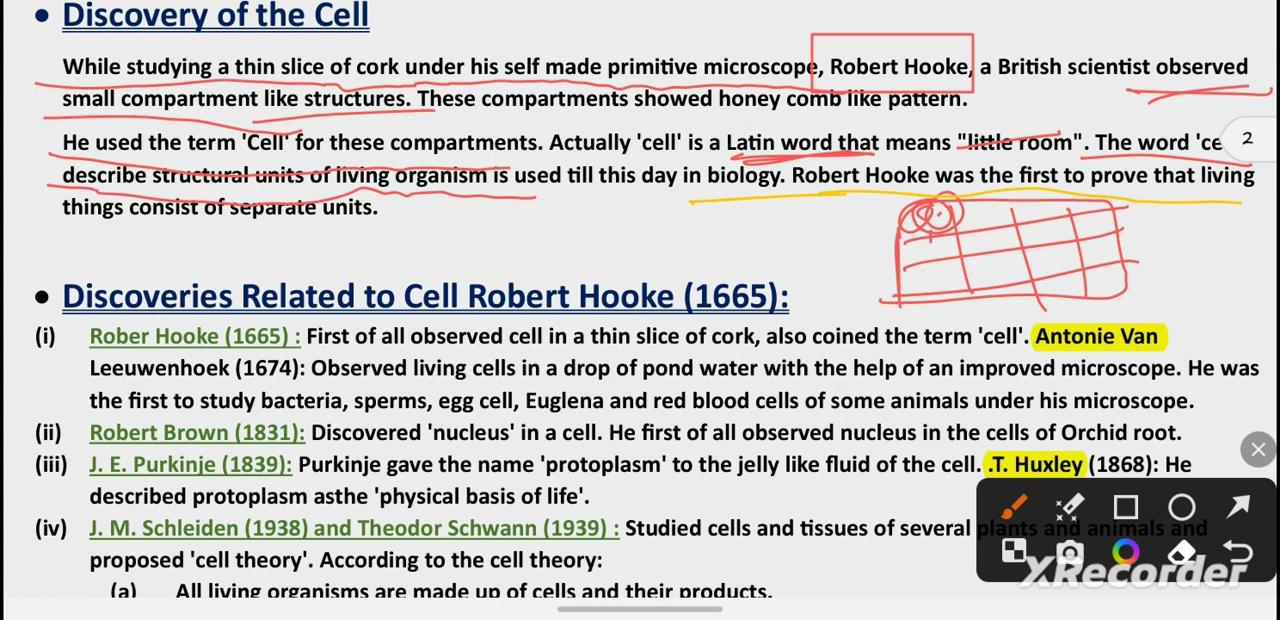 • Discovery of the Cell
While studying a thin slice of cork under his self made primitive microscope, Robert Hooke, a British scientist observed
small compartment like structures. These compartments showed honey comb like pattern.
He used the term 'Cell' for these compartments. Actually 'cell' is a Latin word that means "little room". The word 'ce
2
describe structural units of living organism is used till this day in biology. Robert Hooke was the first to prove that living
things consist of separate units.
• Discoveries Related to Cell Robert Hooke (1665):
(i) Rober Hooke (1665) : First of all observed cell in a thin slice of cork, also coined the term 'cell'. Antonie Van
Leeuwenhoek (1674): Observed living cells in a drop of pond water with the help of an improved microscope. He was
the first to study bacteria, sperms, egg cell, Euglena and red blood cells of some animals under his microscope.
(ii) Robert Brown (1831): Discovered 'nucleus' in a cell. He first of all observed nucleus in the cells of Orchid root.
(iii) J. E. Purkinje (1839): Purkinje gave the name 'protoplasm' to the jelly like fluid of the cell. .T. Huxley (1868): He
described protoplasm asthe 'physical basis of life'.
(iv) J. M. Schleiden (1938) and Theodor Schwann (1939) : Studied cells and tissues of several plants and animals and
proposed 'cell theory'. According to the cell theory:
(a) All living organisms are made up of cells and their products.
XRecorder